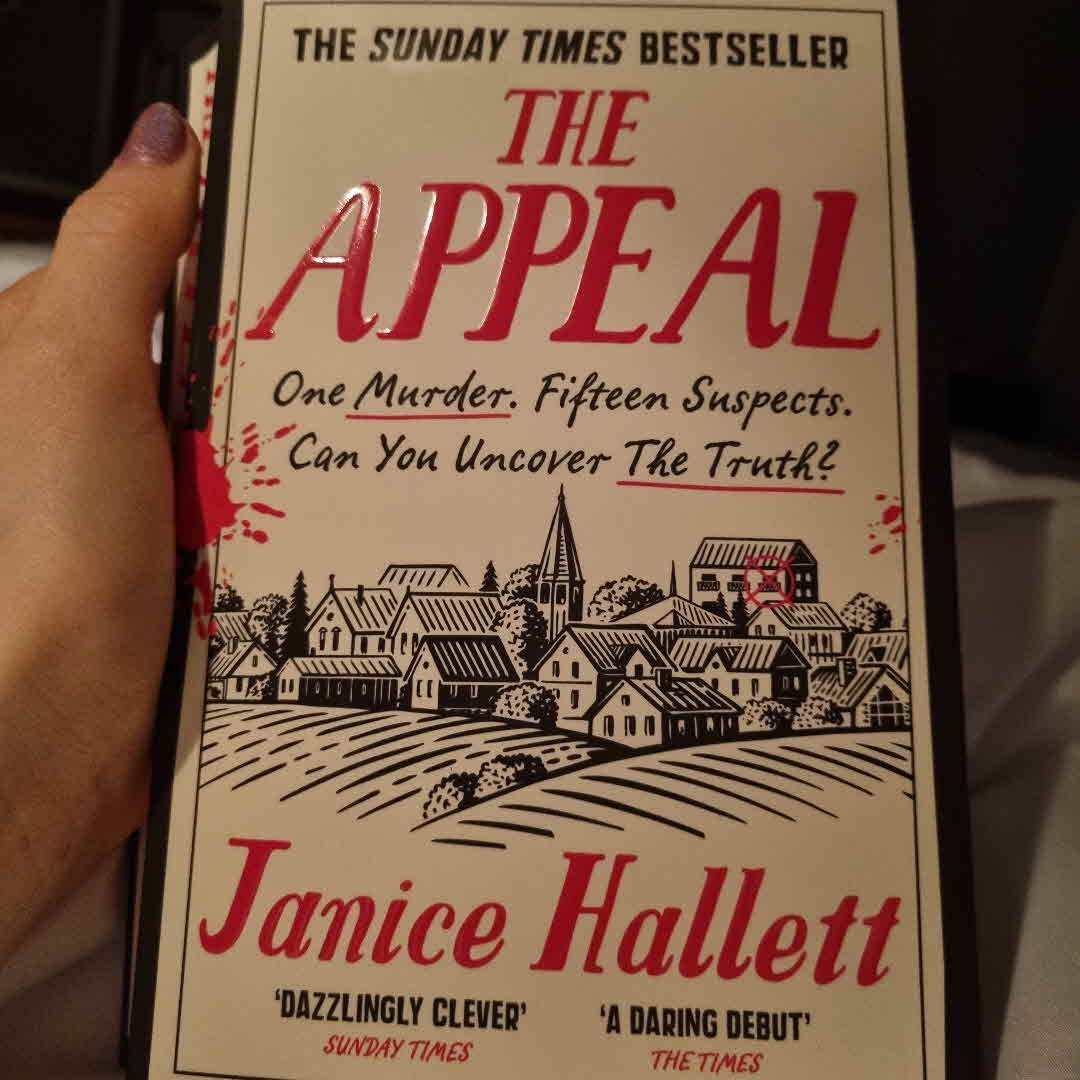 THE SUNDAY TIMES BESTSELLER
THE
APPEAL
One Murder. Fifteen Suspects.
Can You Uncover The Truth?
Janice Hallett
‘DAZZLINGLY CLEVER’
SUNDAY TIMES
‘A DARING DEBUT’
THE TIMES